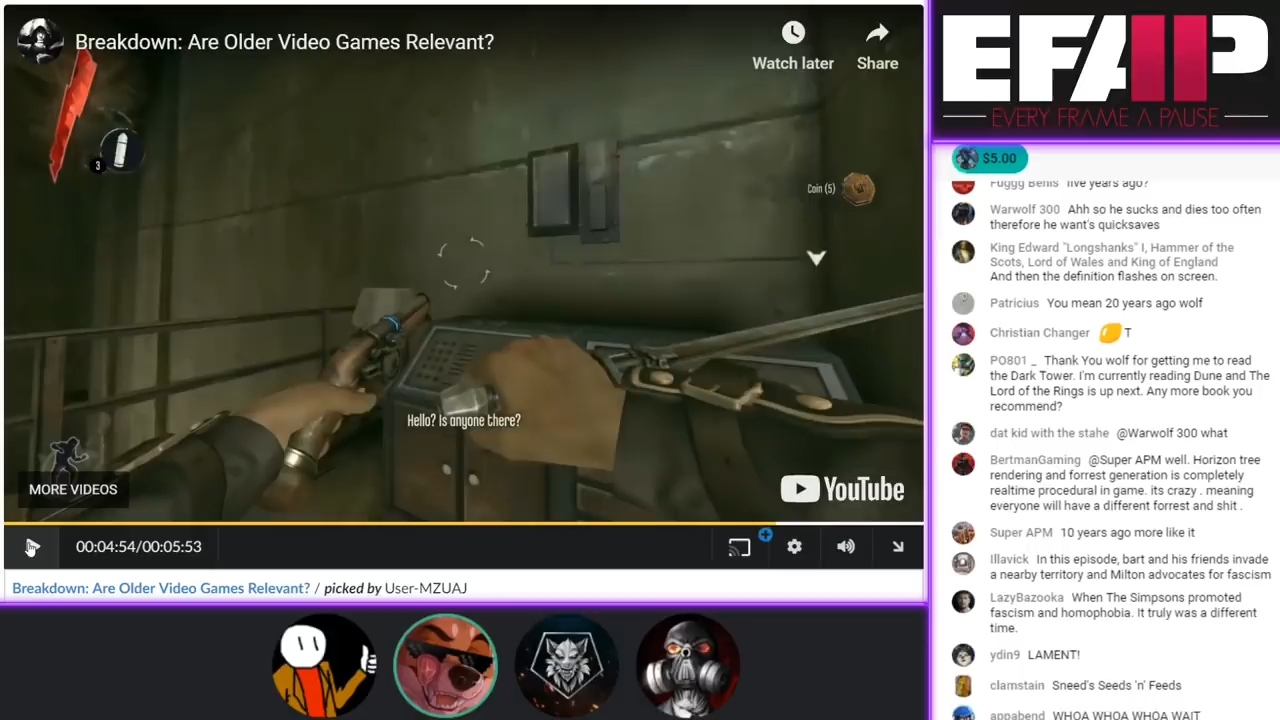 Breakdown: Are Older Video Games Relevant?
Watch later
Share
3
Coin (5)
Hello? Is anyone there?
MORE VIDEOS
YouTube
00:04:54/00:05:53
Breakdown: Are Older Video Games Relevant? / picked by User-MZUAJ
EFAP
EVERY FRAME A PAUSE
$5.00
Fuggg Benis five years ago?
Warwolf 300 Ahh so he sucks and dies too often
therefore he want's quicksaves
King Edward "Longshanks" I, Hammer of the
Scots, Lord of Wales and King of England
And then the definition flashes on screen.
Patricius You mean 20 years ago wolf
Christian Changer 🍋 T
PO801 _ Thank You wolf for getting me to read
the Dark Tower. I'm currently reading Dune and The
Lord of the Rings is up next. Any more book you
recommend?
dat kid with the stahe @Warwolf 300 what
BertmanGaming @Super APM well. Horizon tree
rendering and forrest generation is completely
realtime procedural in game. its crazy . meaning
everyone will have a different forrest and shit .
Super APM 10 years ago more like it
Illavick In this episode, bart and his friends invade
a nearby territory and Milton advocates for fascism
LazyBazooka When The Simpsons promoted
fascism and homophobia. It truly was a different
time.
ydin9 LAMENT!
clamstain Sneed's Seeds 'n' Feeds
appabend WHOA WHOA WHOA WAIT